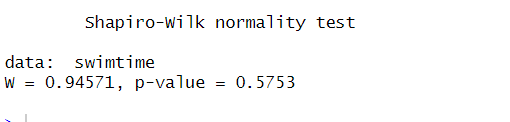 Shapiro-Wilk normality test
data:  swimtime
W = 0.94571, p-value = 0.5753
>